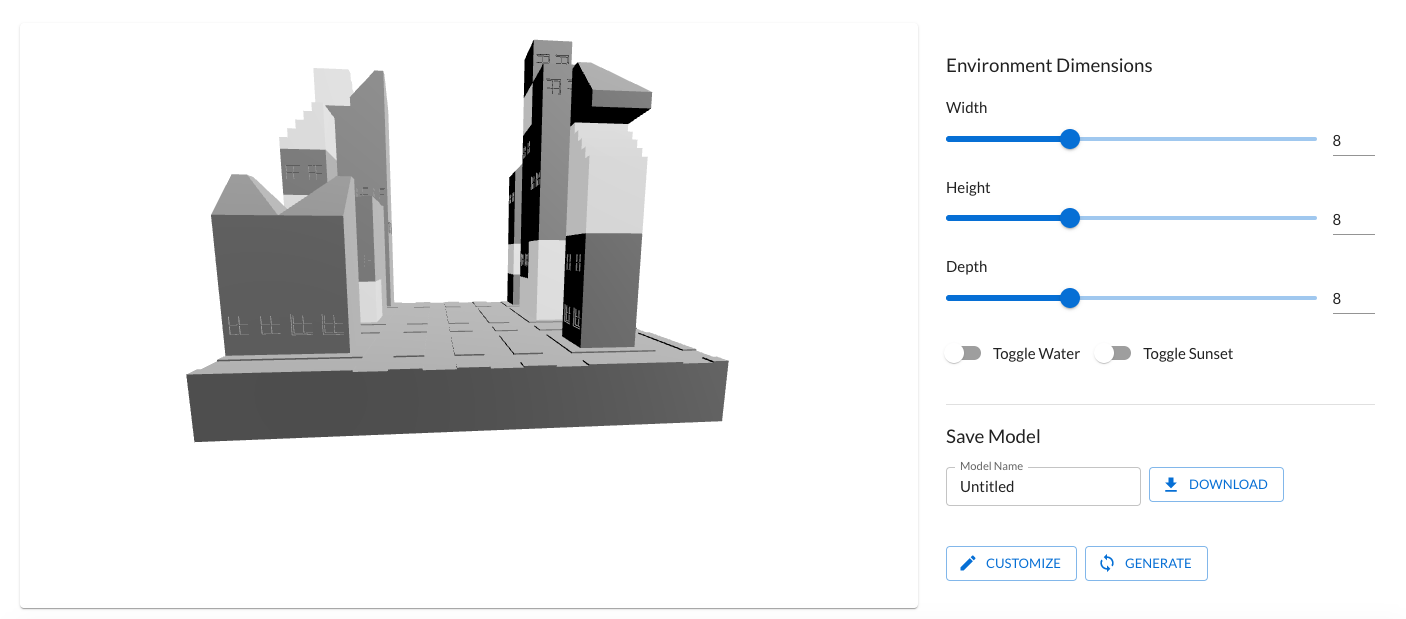 Environment Dimensions
Width
8
Height
8
Depth
8
Toggle Water Toggle Sunset
Save Model
Model Name
Untitled
DOWNLOAD
CUSTOMIZE GENERATE